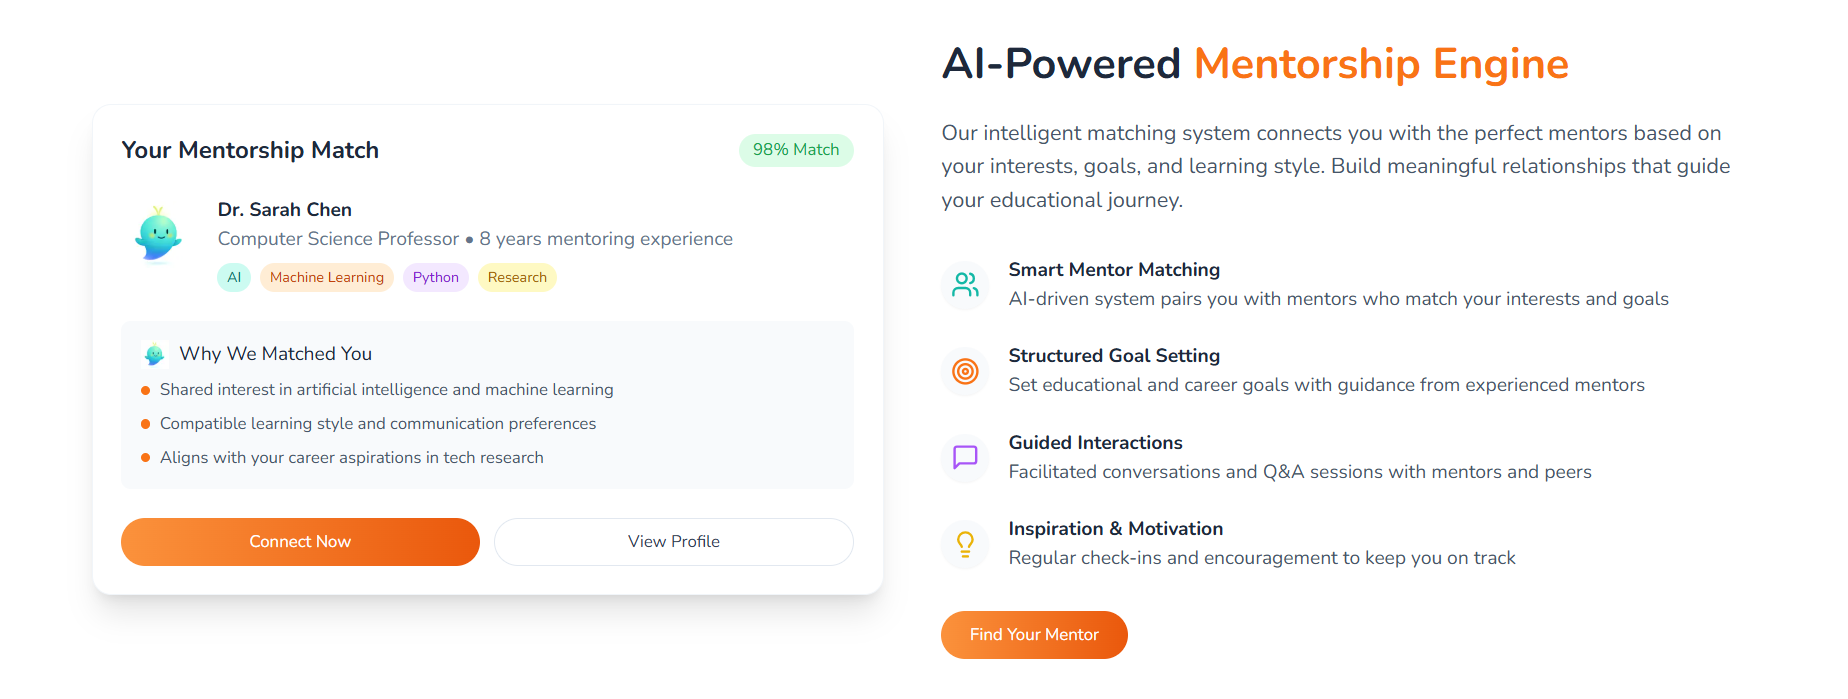 Your Mentorship Match
98% Match
Dr. Sarah Chen
Computer Science Professor • 8 years mentoring experience
AI
Machine Learning
Python
Research
Why We Matched You
Shared interest in artificial intelligence and machine learning
Compatible learning style and communication preferences
Aligns with your career aspirations in tech research
Connect Now
View Profile
AI-Powered Mentorship Engine
Our intelligent matching system connects you with the perfect mentors based on
your interests, goals, and learning style. Build meaningful relationships that guide
your educational journey.
Smart Mentor Matching
AI-driven system pairs you with mentors who match your interests and goals
Structured Goal Setting
Set educational and career goals with guidance from experienced mentors
Guided Interactions
Facilitated conversations and Q&A sessions with mentors and peers
Inspiration & Motivation
Regular check-ins and encouragement to keep you on track
Find Your Mentor